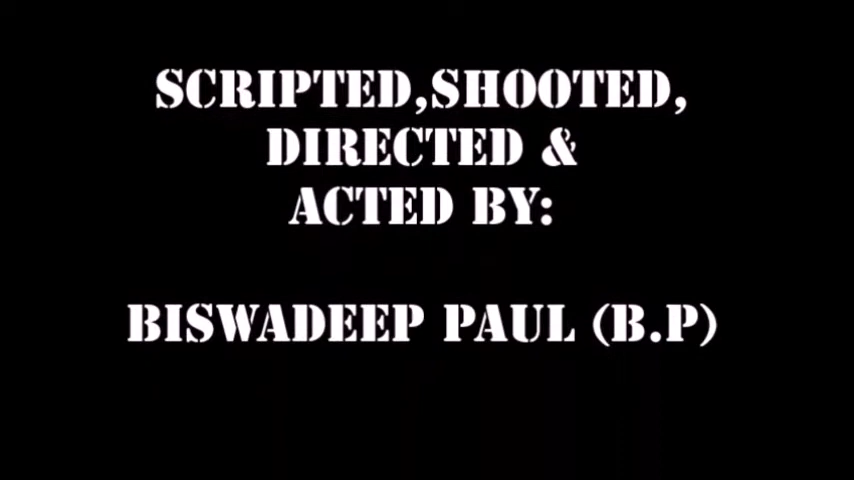 SCRIPTED,SHOOTED,
DIRECTED &
ACTED BY:
BISWADEEP PAUL (B.P)